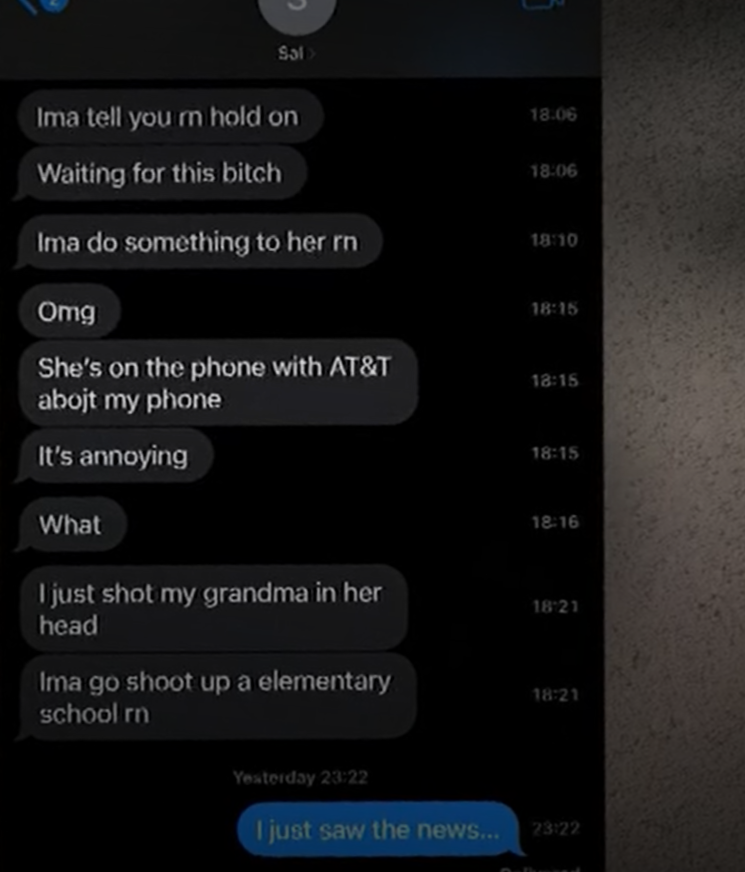 2
S
Sal
Ima tell you rn hold on
18:06
Waiting for this bitch
18:06
Ima do something to her rn
18:10
Omg
18:15
She's on the phone with AT&T
abojt my phone
18:15
It's annoying
18:15
What
18:16
I just shot my grandma in her
head
18:21
Ima go shoot up a elementary
school rn
18:21
Yesterday 23:22
I just saw the news...
23:22